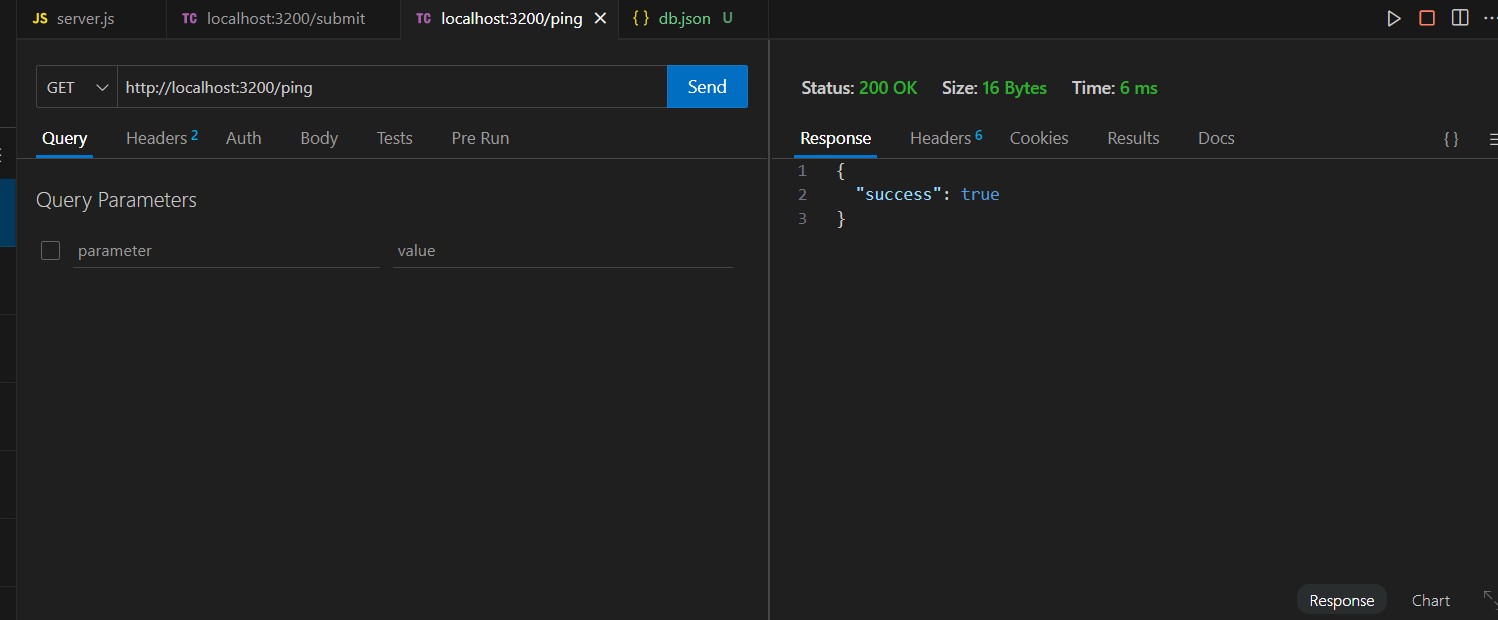 JS server.js TC localhost:3200/submit TC localhost:3200/ping {} db.json U
GET http://localhost:3200/ping Send
Query Headers 2 Auth Body Tests Pre Run
Query Parameters
parameter value
Status: 200 OK Size: 16 Bytes Time: 6 ms
Response Headers 6 Cookies Results Docs {}
1 {
2 "success": true
3 }
Response Chart